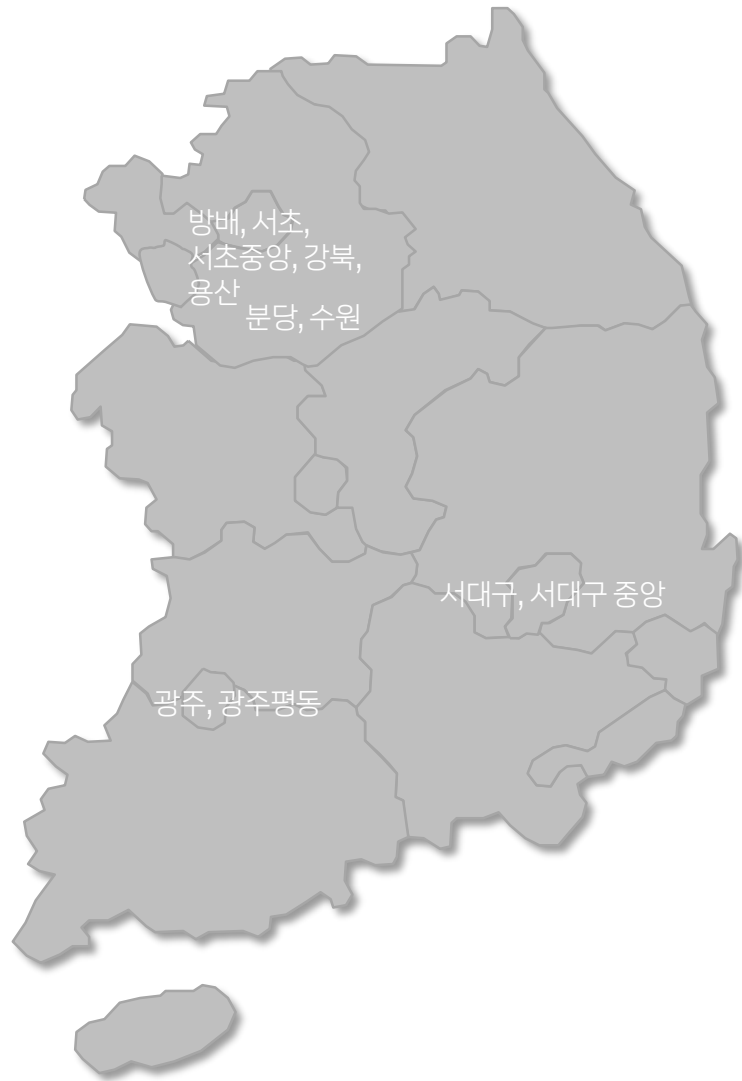 방배, 서초,
서초중앙, 강북,
용산
분당, 수원
서대구, 서대구 중앙
광주, 광주평동